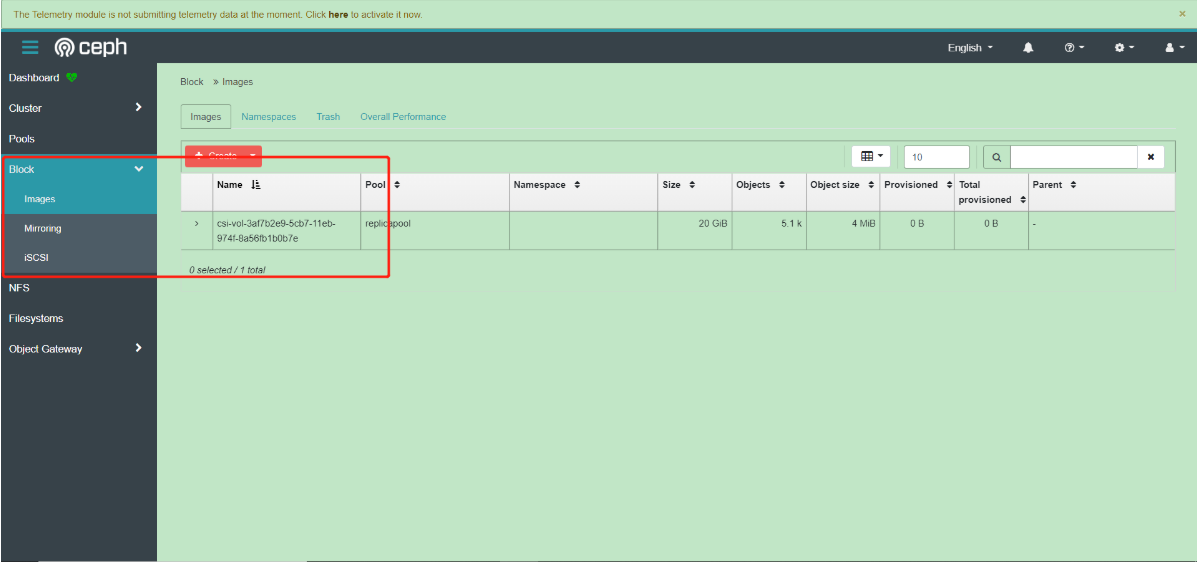 The Telemetry module is not submitting telemetry data at the moment. Click here to activate it now.
ceph
English
Dashboard
Cluster
Pools
Block
Images
Mirroring
iSCSI
NFS
Filesystems
Object Gateway
Block » Images
Images Namespaces Trash Overall Performance
Create
10
Name Pool Namespace Size Objects Object size Provisioned Total provisioned Parent
csi-vol-3af7b2e9-5cb7-11eb-974f-8a56fb1b0b7e replicapool 20 GiB 5.1 k 4 MiB 0 B 0 B -
0 selected / 1 total